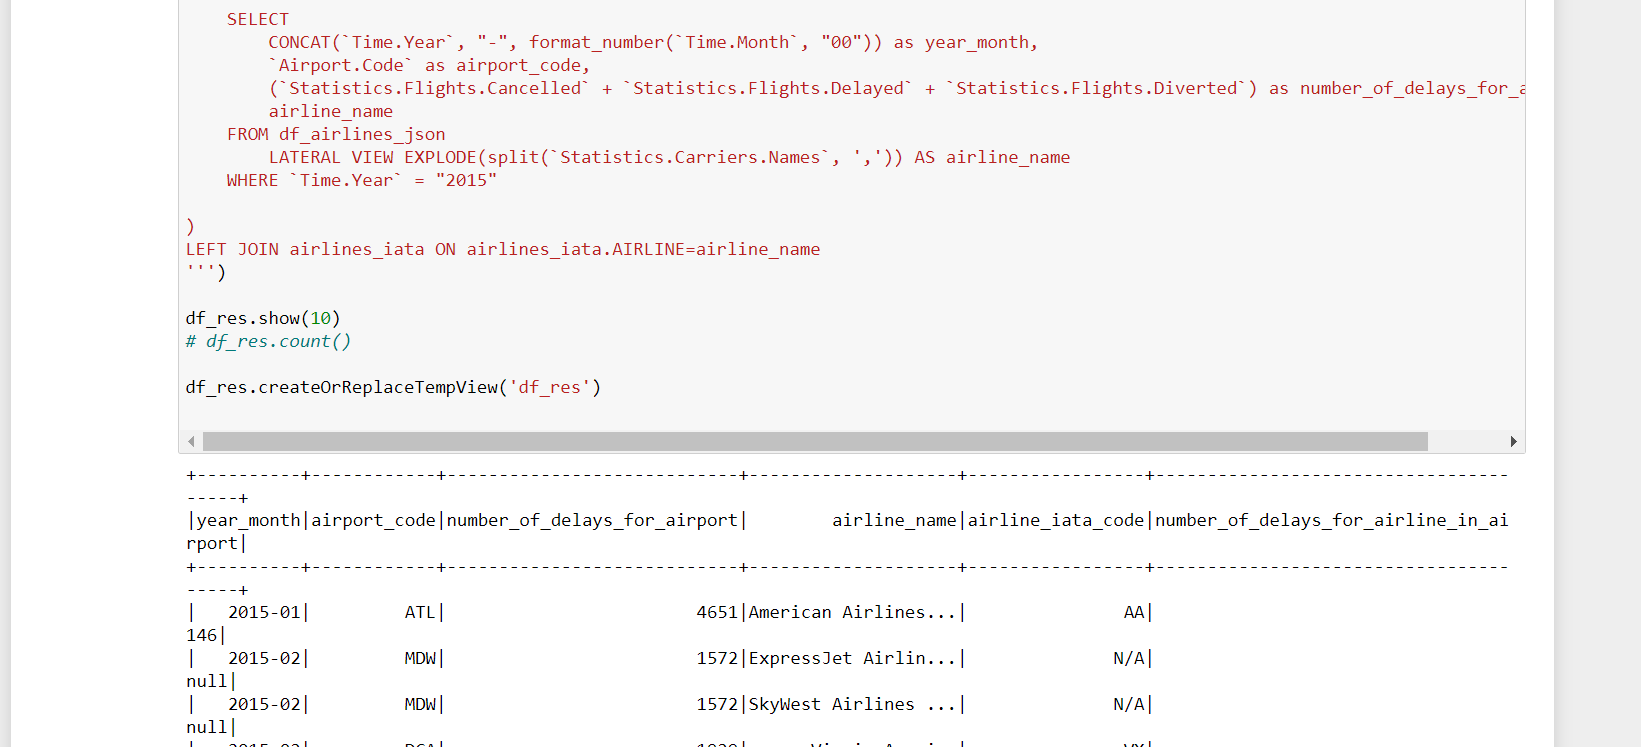 SELECT
CONCAT(`Time.Year`, "-", format_number(`Time.Month`, "00")) as year_month,
`Airport.Code` as airport_code,
(`Statistics.Flights.Cancelled` + `Statistics.Flights.Delayed` + `Statistics.Flights.Diverted`) as number_of_delays_for_a
airline_name
FROM df_airlines_json
LATERAL VIEW EXPLODE(split(`Statistics.Carriers.Names`, ',')) AS airline_name
WHERE `Time.Year` = "2015"
)
LEFT JOIN airlines_iata ON airlines_iata.AIRLINE=airline_name
''')
df_res.show(10)
# df_res.count()
df_res.createOrReplaceTempView('df_res')
+----------+------------+----------------------------+--------------------+-----------------+----------------------------------
-----+
|year_month|airport_code|number_of_delays_for_airport|        airline_name|airline_iata_code|number_of_delays_for_airline_in_ai
rport|
+----------+------------+----------------------------+--------------------+-----------------+----------------------------------
-----+
|   2015-01|         ATL|                        4651|American Airlines...|               AA|
146|
|   2015-02|         MDW|                        1572|ExpressJet Airlin...|              N/A|
null|
|   2015-02|         MDW|                        1572|SkyWest Airlines ...|              N/A|
null|